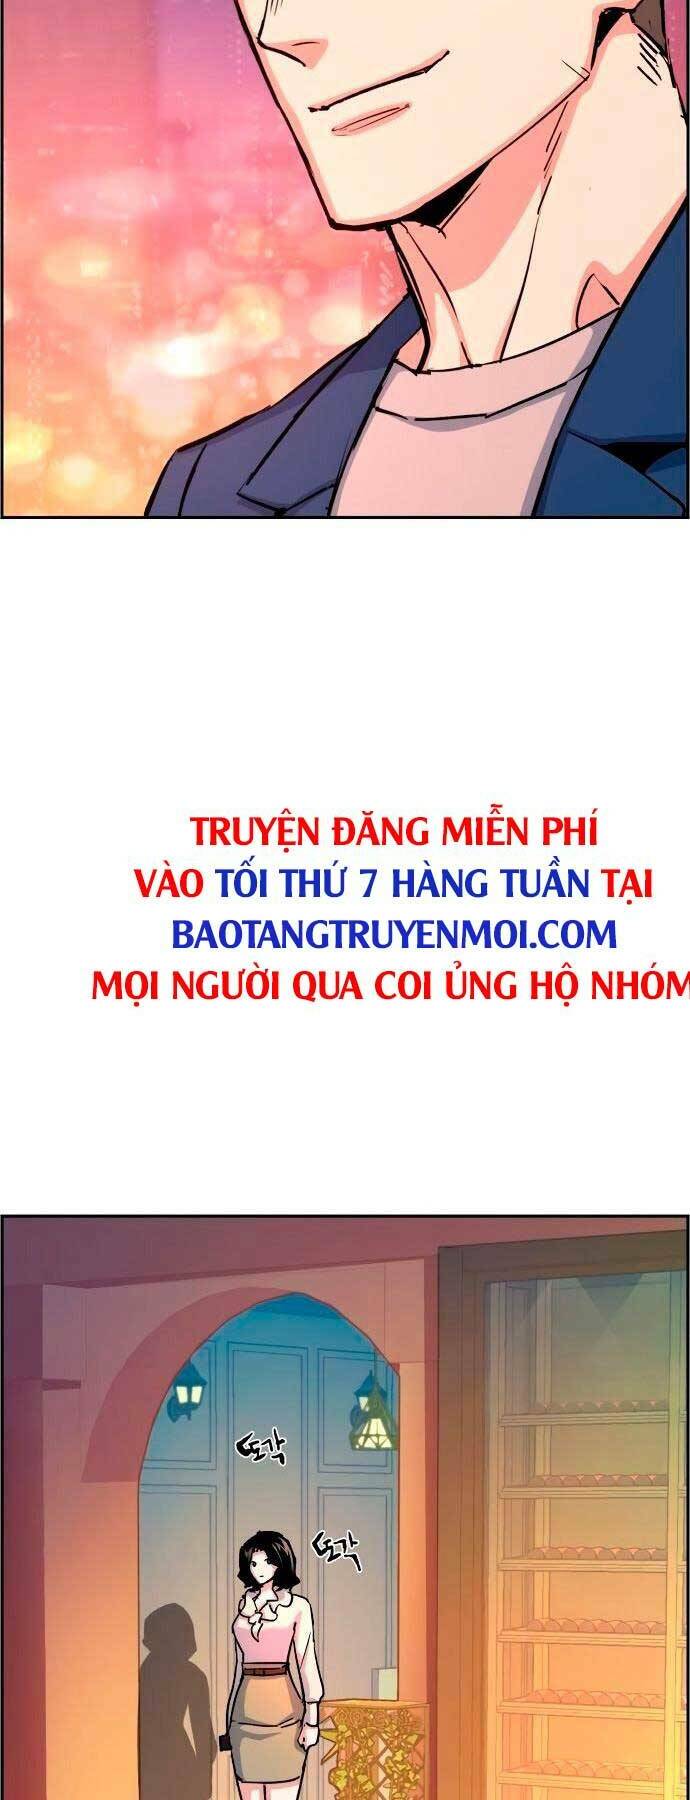 TRUYỆN ĐĂNG MIỄN PHÍ
VÀO TỐI THỨ 7 HÀNG TUẦN TẠI
BAOTANGTRUYENMOI.COM
MỌI NGƯỜI QUA COI ỦNG HỘ NHÓM
또각
또각